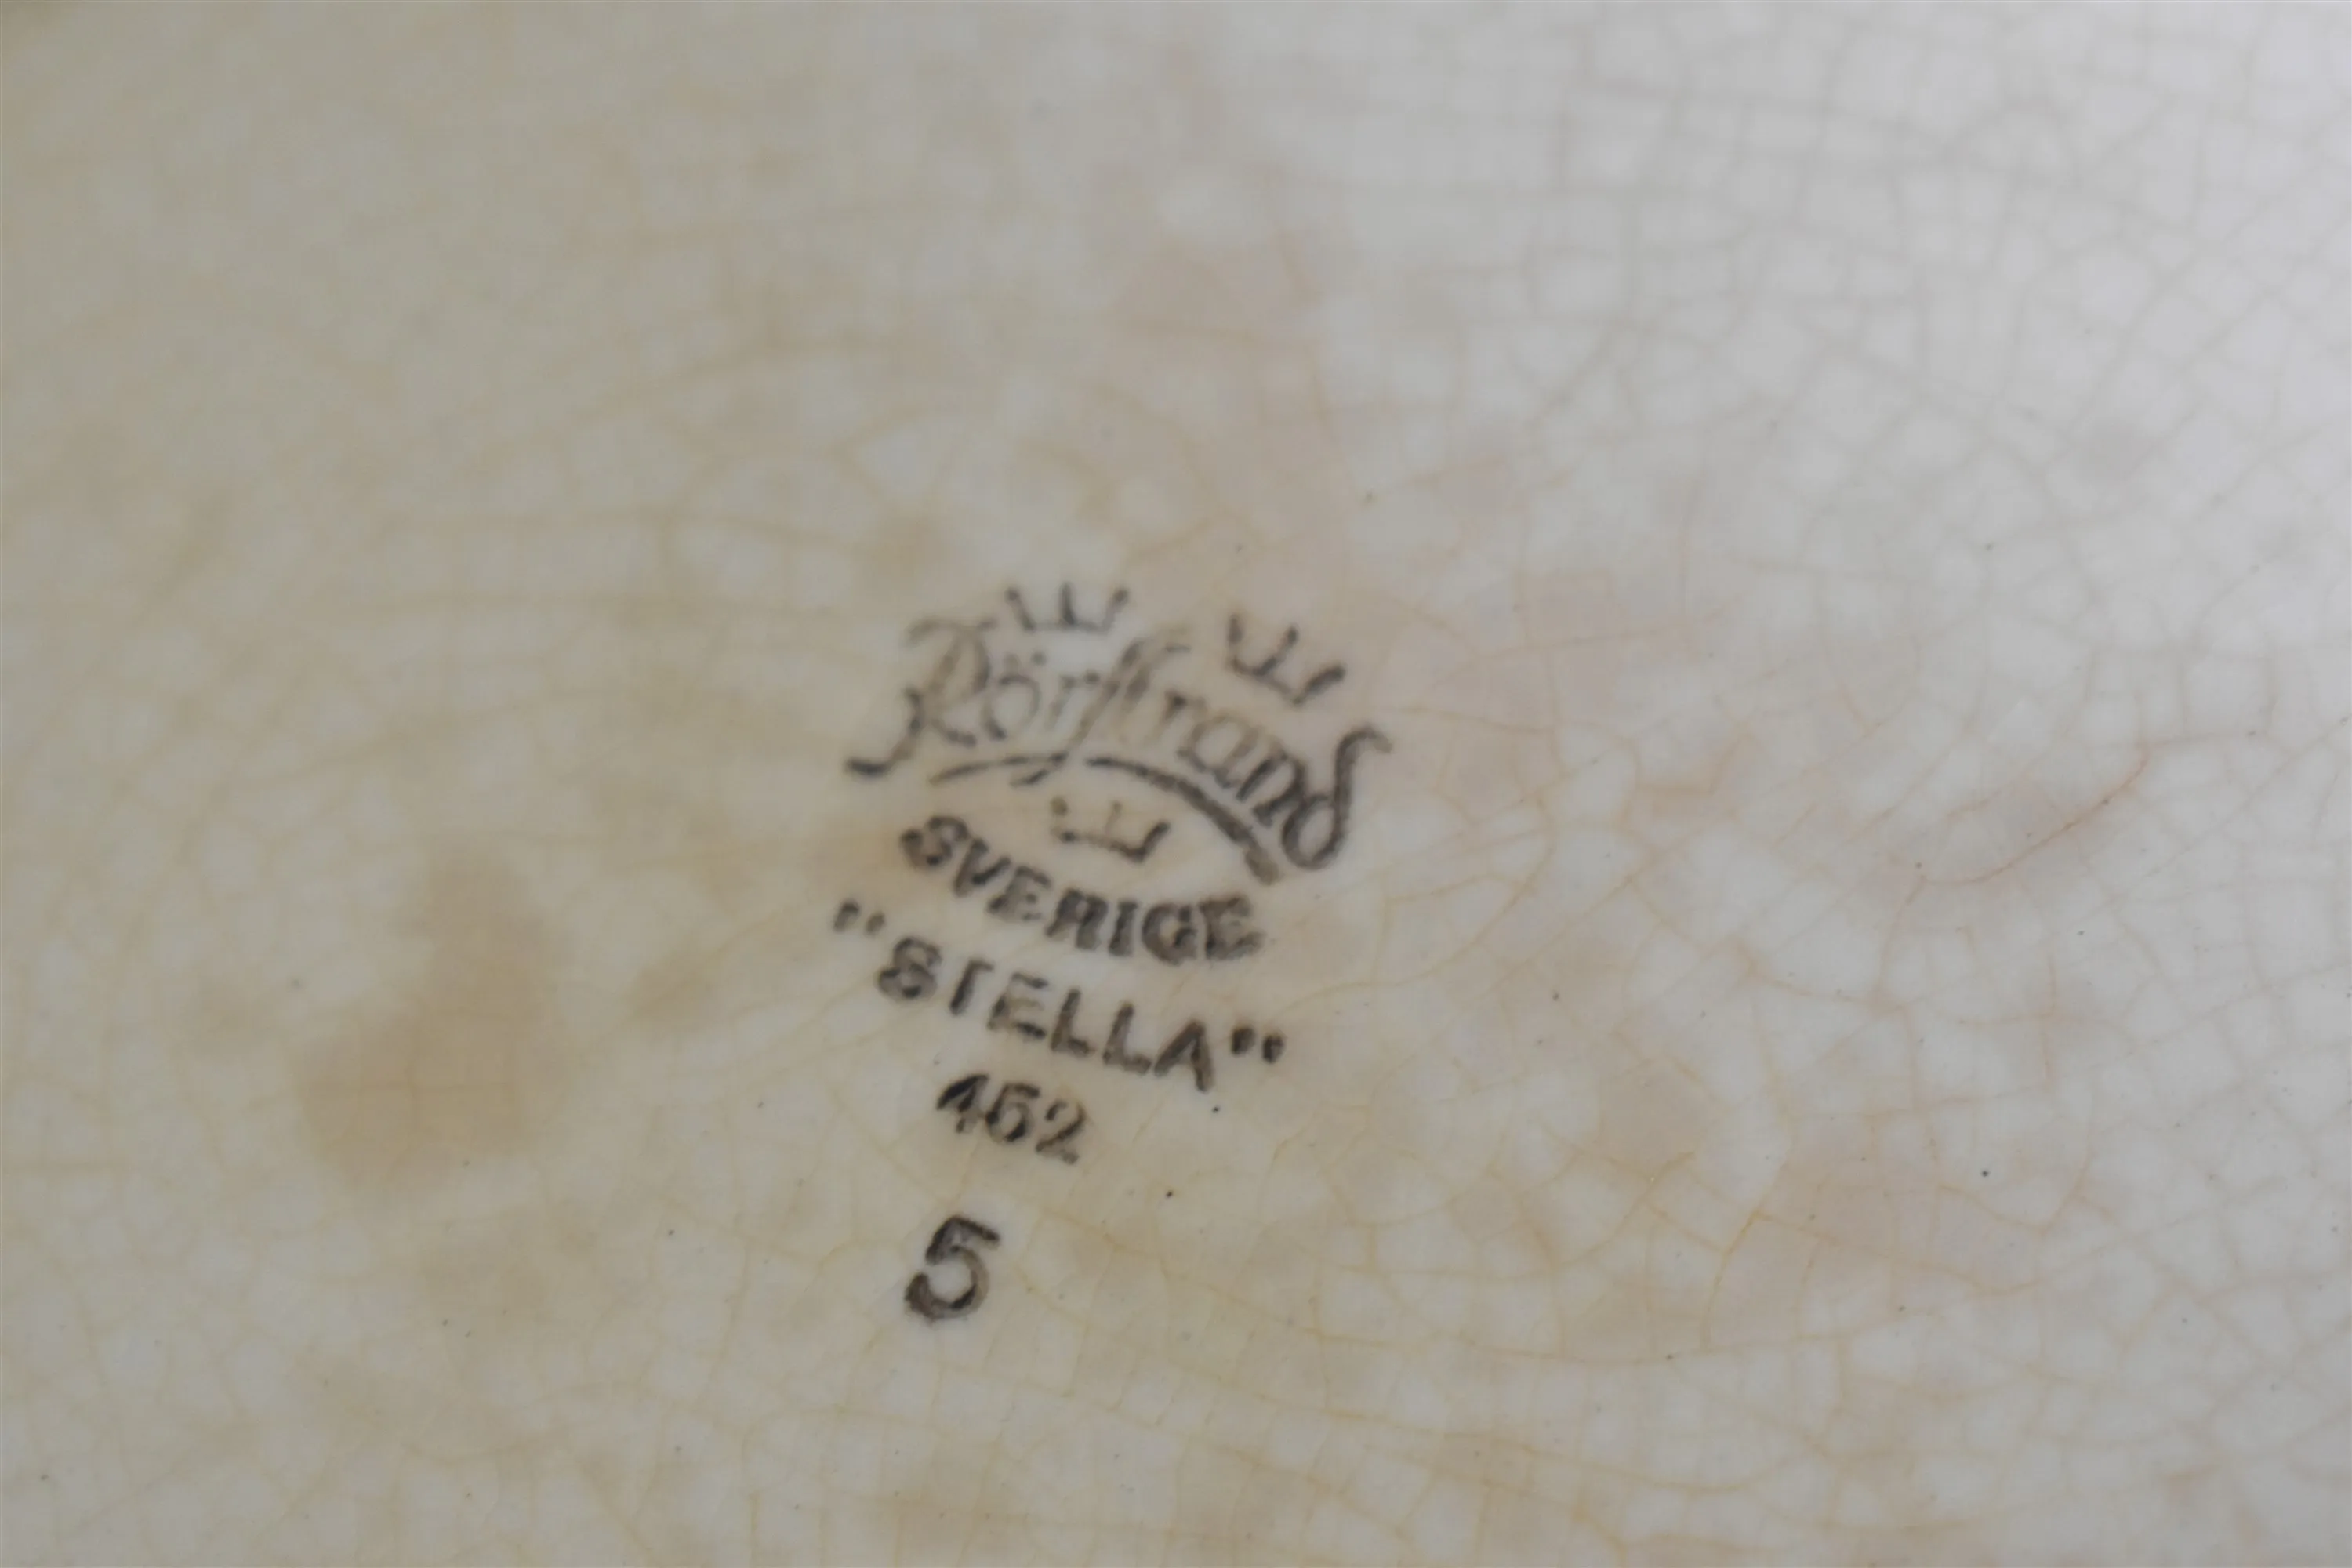 Rörstrand
SVERIGE
"STELLA"
452
5